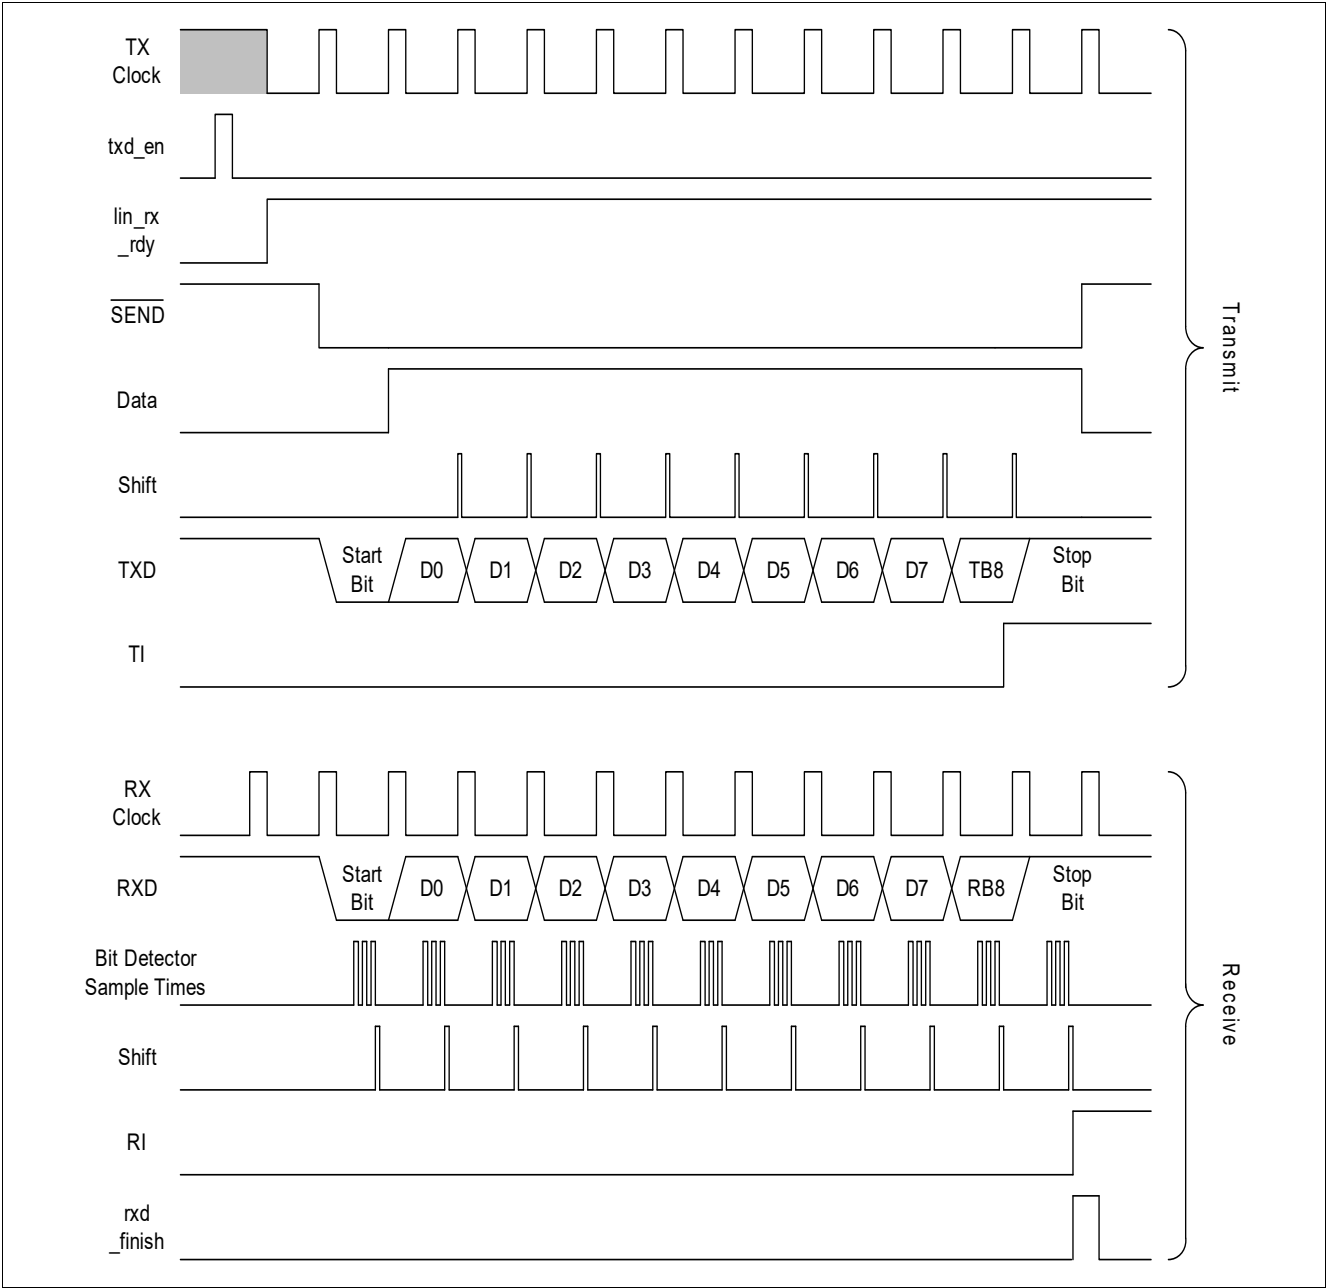 TX
Clock
txd_en
lin_rx
_rdy
SEND
Data
Shift
TXD
Start
Bit
D0
D1
D2
D3
D4
D5
D6
D7
TB8
Stop
Bit
TI
Transmit
RX
Clock
RXD
Start
Bit
D0
D1
D2
D3
D4
D5
D6
D7
RB8
Stop
Bit
Bit Detector
Sample Times
Shift
RI
rxd
_finish
Receive